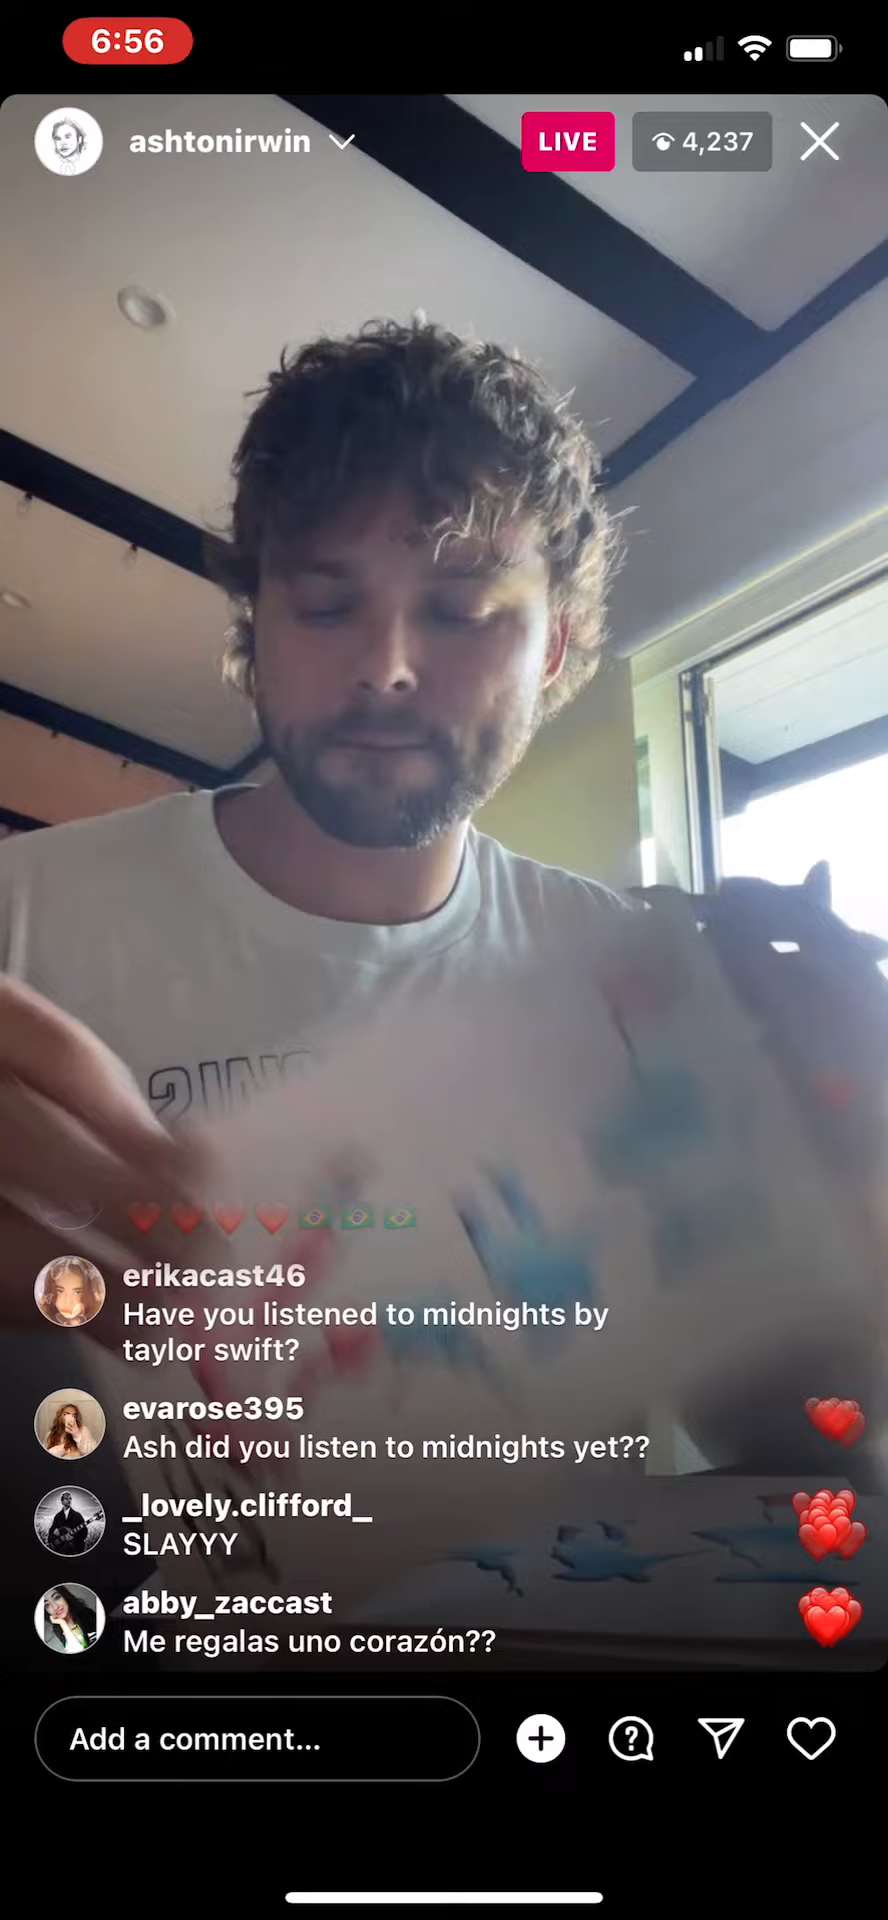 6:56
ashtonirwin
LIVE
4,237
erikacast46
Have you listened to midnights by
taylor swift?
evarose395
Ash did you listen to midnights yet??
_lovely.clifford_
SLAYYY
abby_zaccast
Me regalas uno corazón??
Add a comment...